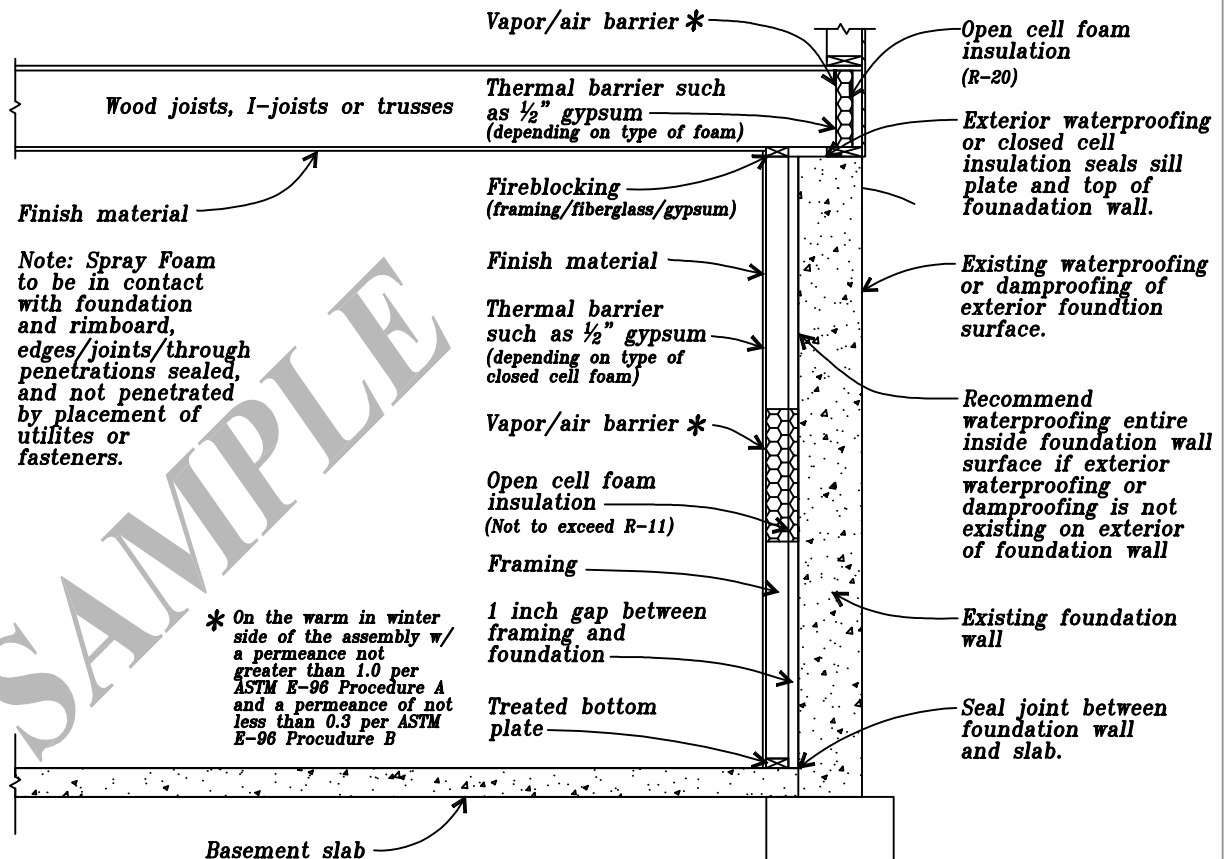 Vapor/air barrier *
Open cell foam
insulation
(R-20)
Wood joists, I-joists or trusses
Thermal barrier such
as ½" gypsum
(depending on type of foam)
Exterior waterproofing
or closed cell
insulation seals sill
plate and top of
founadation wall.
Fireblocking
(framing/fiberglass/gypsum)
Finish material
Note: Spray Foam
to be in contact
with foundation
and rimboard,
edges/joints/through
penetrations sealed,
and not penetrated
by placement of
utilites or
fasteners.
Finish material
Existing waterproofing
or damproofing of
exterior foundtion
surface.
Thermal barrier
such as ½" gypsum
(depending on type of
closed cell foam)
Vapor/air barrier *
Recommend
waterproofing entire
inside foundation wall
surface if exterior
waterproofing or
damproofing is not
existing on exterior
of foundation wall
Open cell foam
insulation
(Not to exceed R-11)
Framing
1 inch gap between
framing and
foundation
Existing foundation
wall
* On the warm in winter
side of the assembly w/
a permeance not
greater than 1.0 per
ASTM E-96 Procedure A
and a permeance of not
less than 0.3 per ASTM
E-96 Procudure B
Treated bottom
plate
Seal joint between
foundation wall
and slab.
Basement slab
SAMPLE